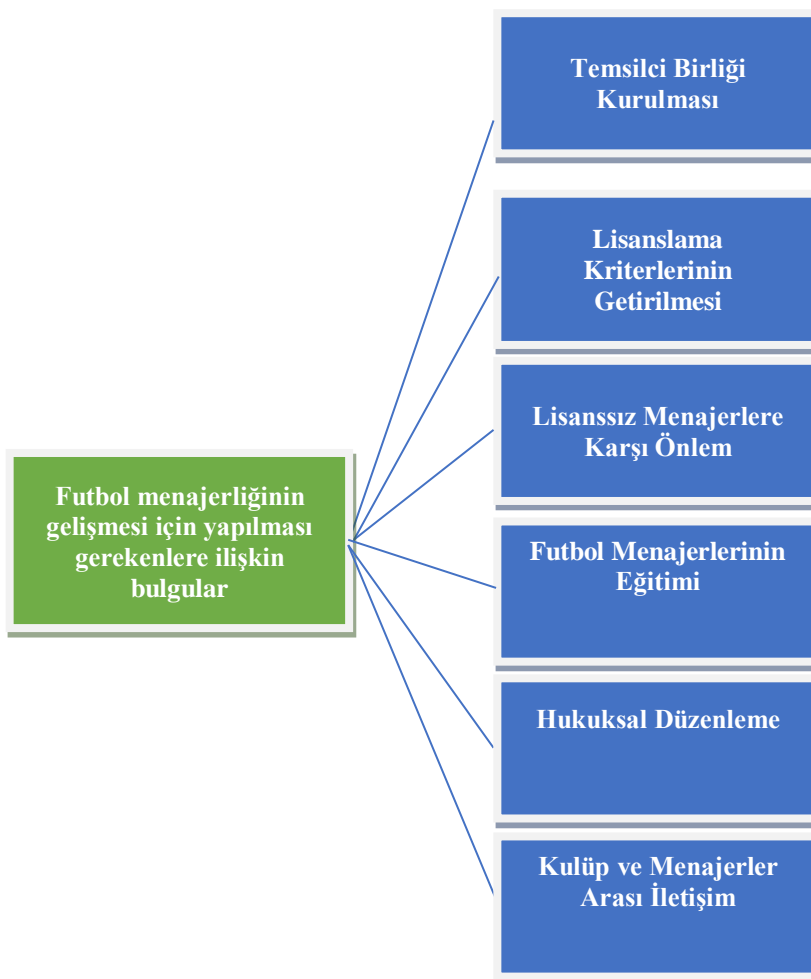 Temsilci Birliği
Kurulması
Lisanslama
Kriterlerinin
Getirilmesi
Lisanssız Menajerlere
Karşı Önlem
Futbol menajerliğinin
gelişmesi için yapılması
gerekenlere ilişkin
bulgular
Futbol Menajerlerinin
Eğitimi
Hukuksal Düzenleme
Kulüp ve Menajerler
Arası İletişim